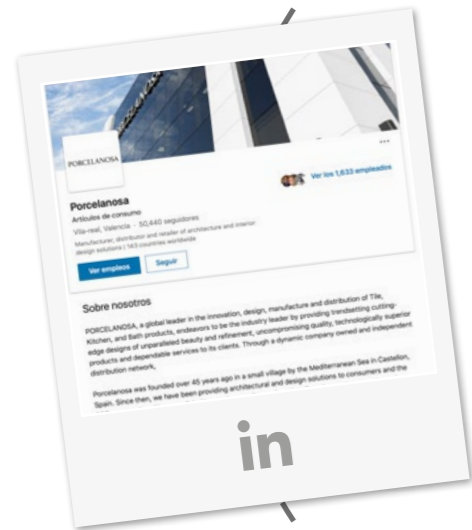 PORCELANOSA
PORCELANOSA
Porcelanosa
Artículos de consumo
Vila-real, Valencia · 50,440 seguidores
Manufacturer, distributor and retailer of architecture and interior
design solutions | 143 countries worldwide
Ver los 1,633 empleados
Ver empleos
Seguir
Sobre nosotros
PORCELANOSA, a global leader in the innovation, design, manufacture and distribution of Tile,
Kitchen, and Bath products, endeavors to be the industry leader by providing trendsetting cutting-
edge designs of unparalleled beauty and refinement, uncompromising quality, technologically superior
products and dependable services to its clients. Through a dynamic company owned and independent
distribution network,
Porcelanosa was founded over 45 years ago in a small village by the Mediterranean Sea in Castellon,
Spain. Since then, we have been providing architectural and design solutions to consumers and the
in